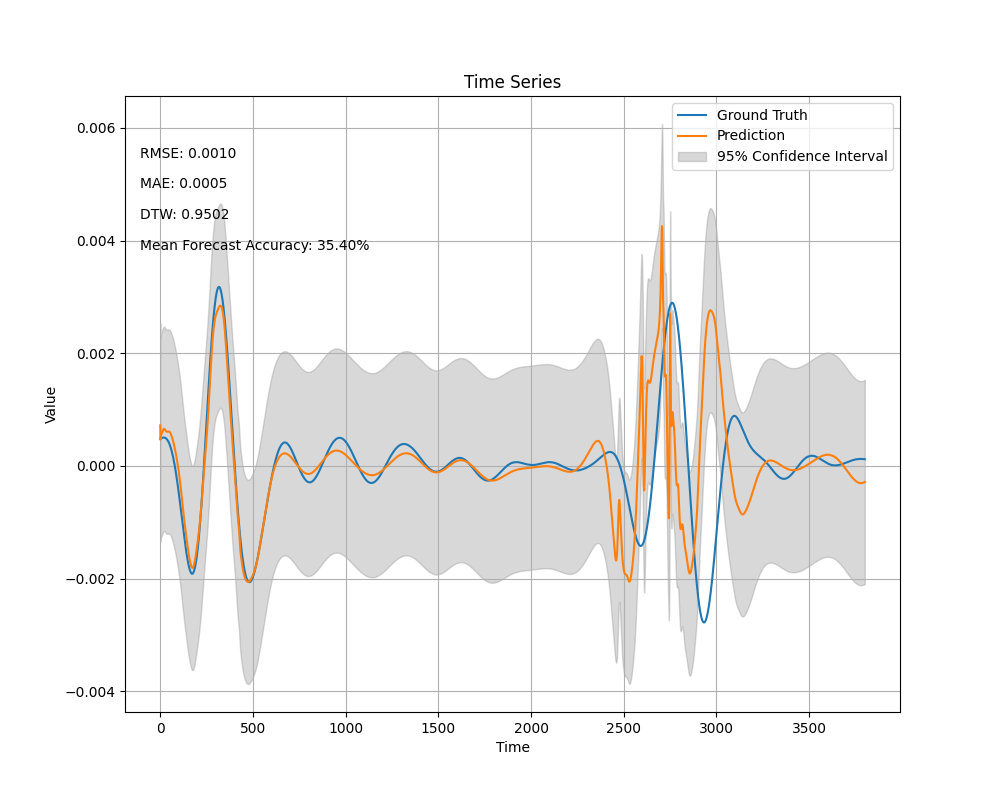 Time Series
Ground Truth
Prediction
95% Confidence Interval
RMSE: 0.0010
MAE: 0.0005
DTW: 0.9502
Mean Forecast Accuracy: 35.40%
Value
0.006
0.004
0.002
0.000
−0.002
−0.004
0 500 1000 1500 2000 2500 3000 3500
Time